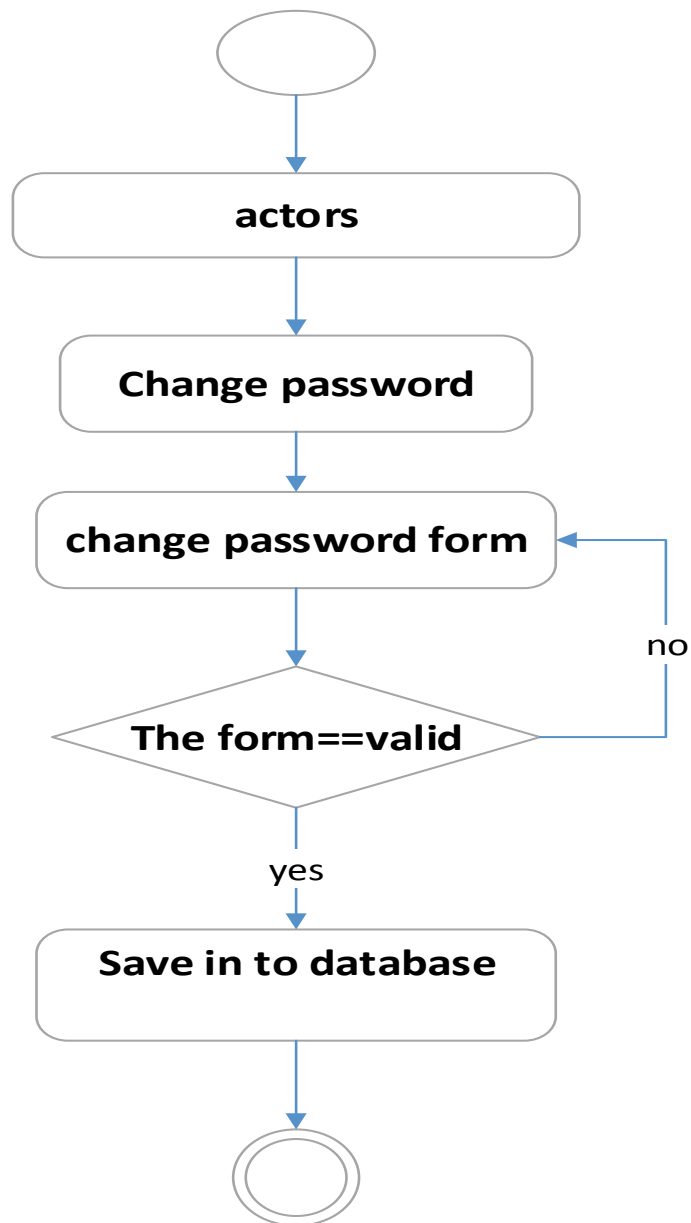 actors
Change password
change password form
no
The form==valid
yes
Save in to database